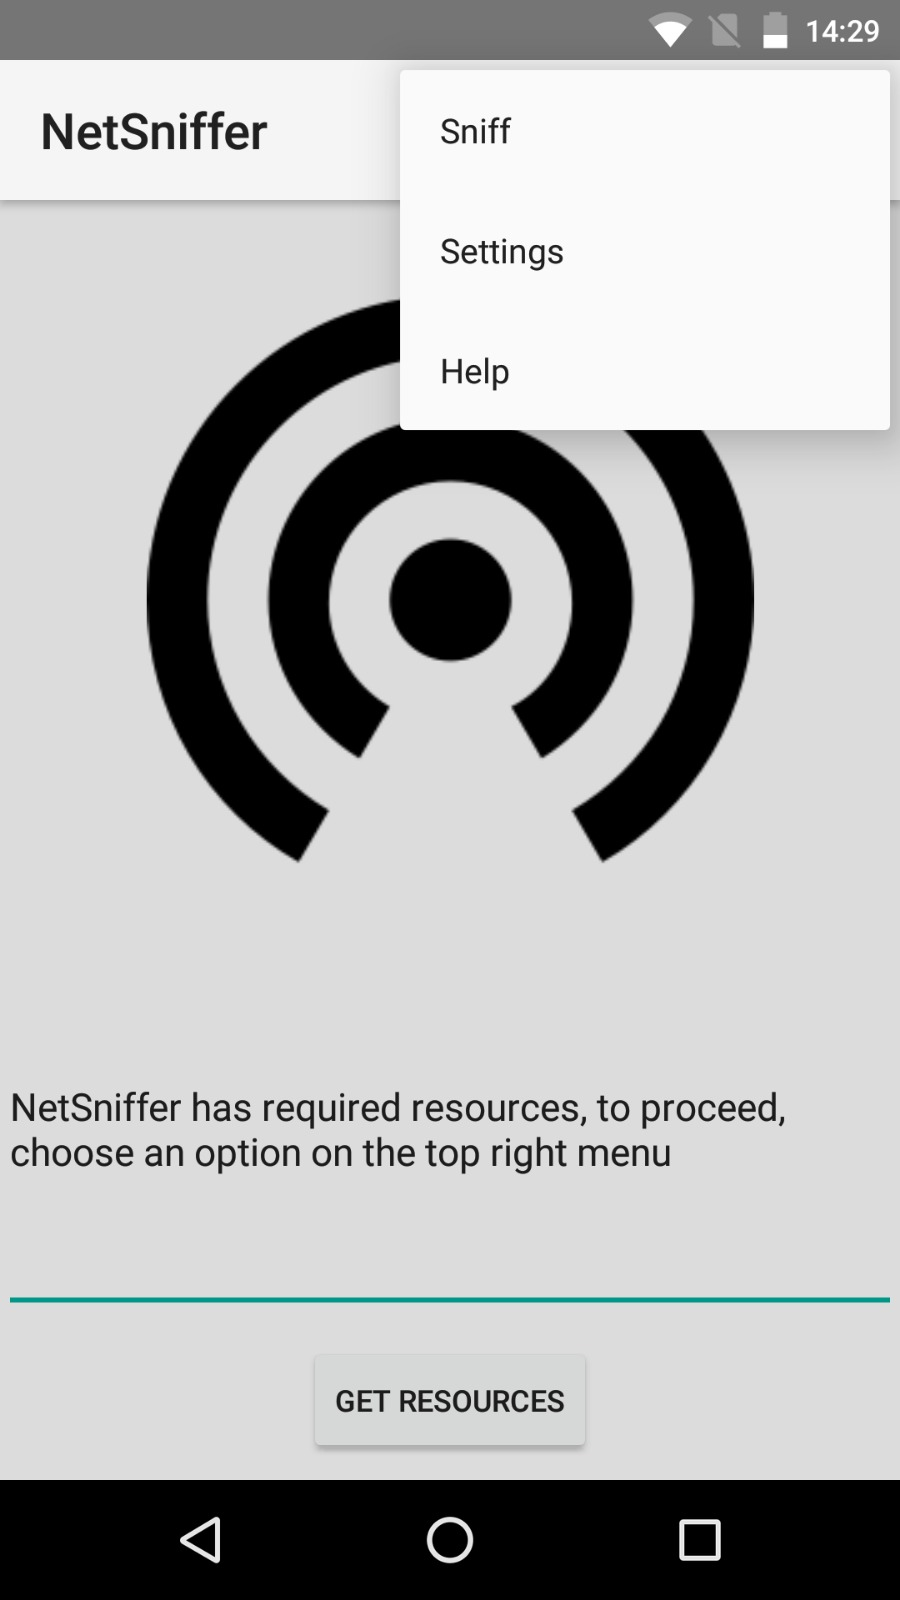 14:29
NetSniffer
Sniff
Settings
Help
NetSniffer has required resources, to proceed,
choose an option on the top right menu
GET RESOURCES